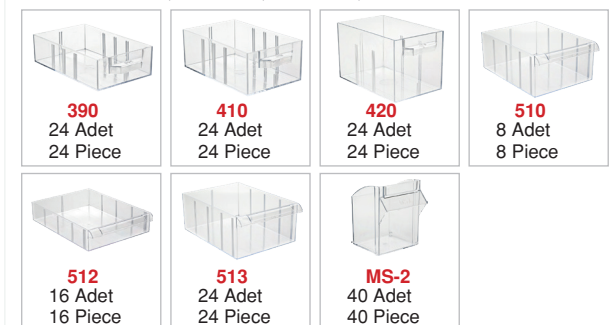 390
24 Adet
24 Piece
410
24 Adet
24 Piece
420
24 Adet
24 Piece
510
8 Adet
8 Piece
512
16 Adet
16 Piece
513
24 Adet
24 Piece
MS-2
40 Adet
40 Piece